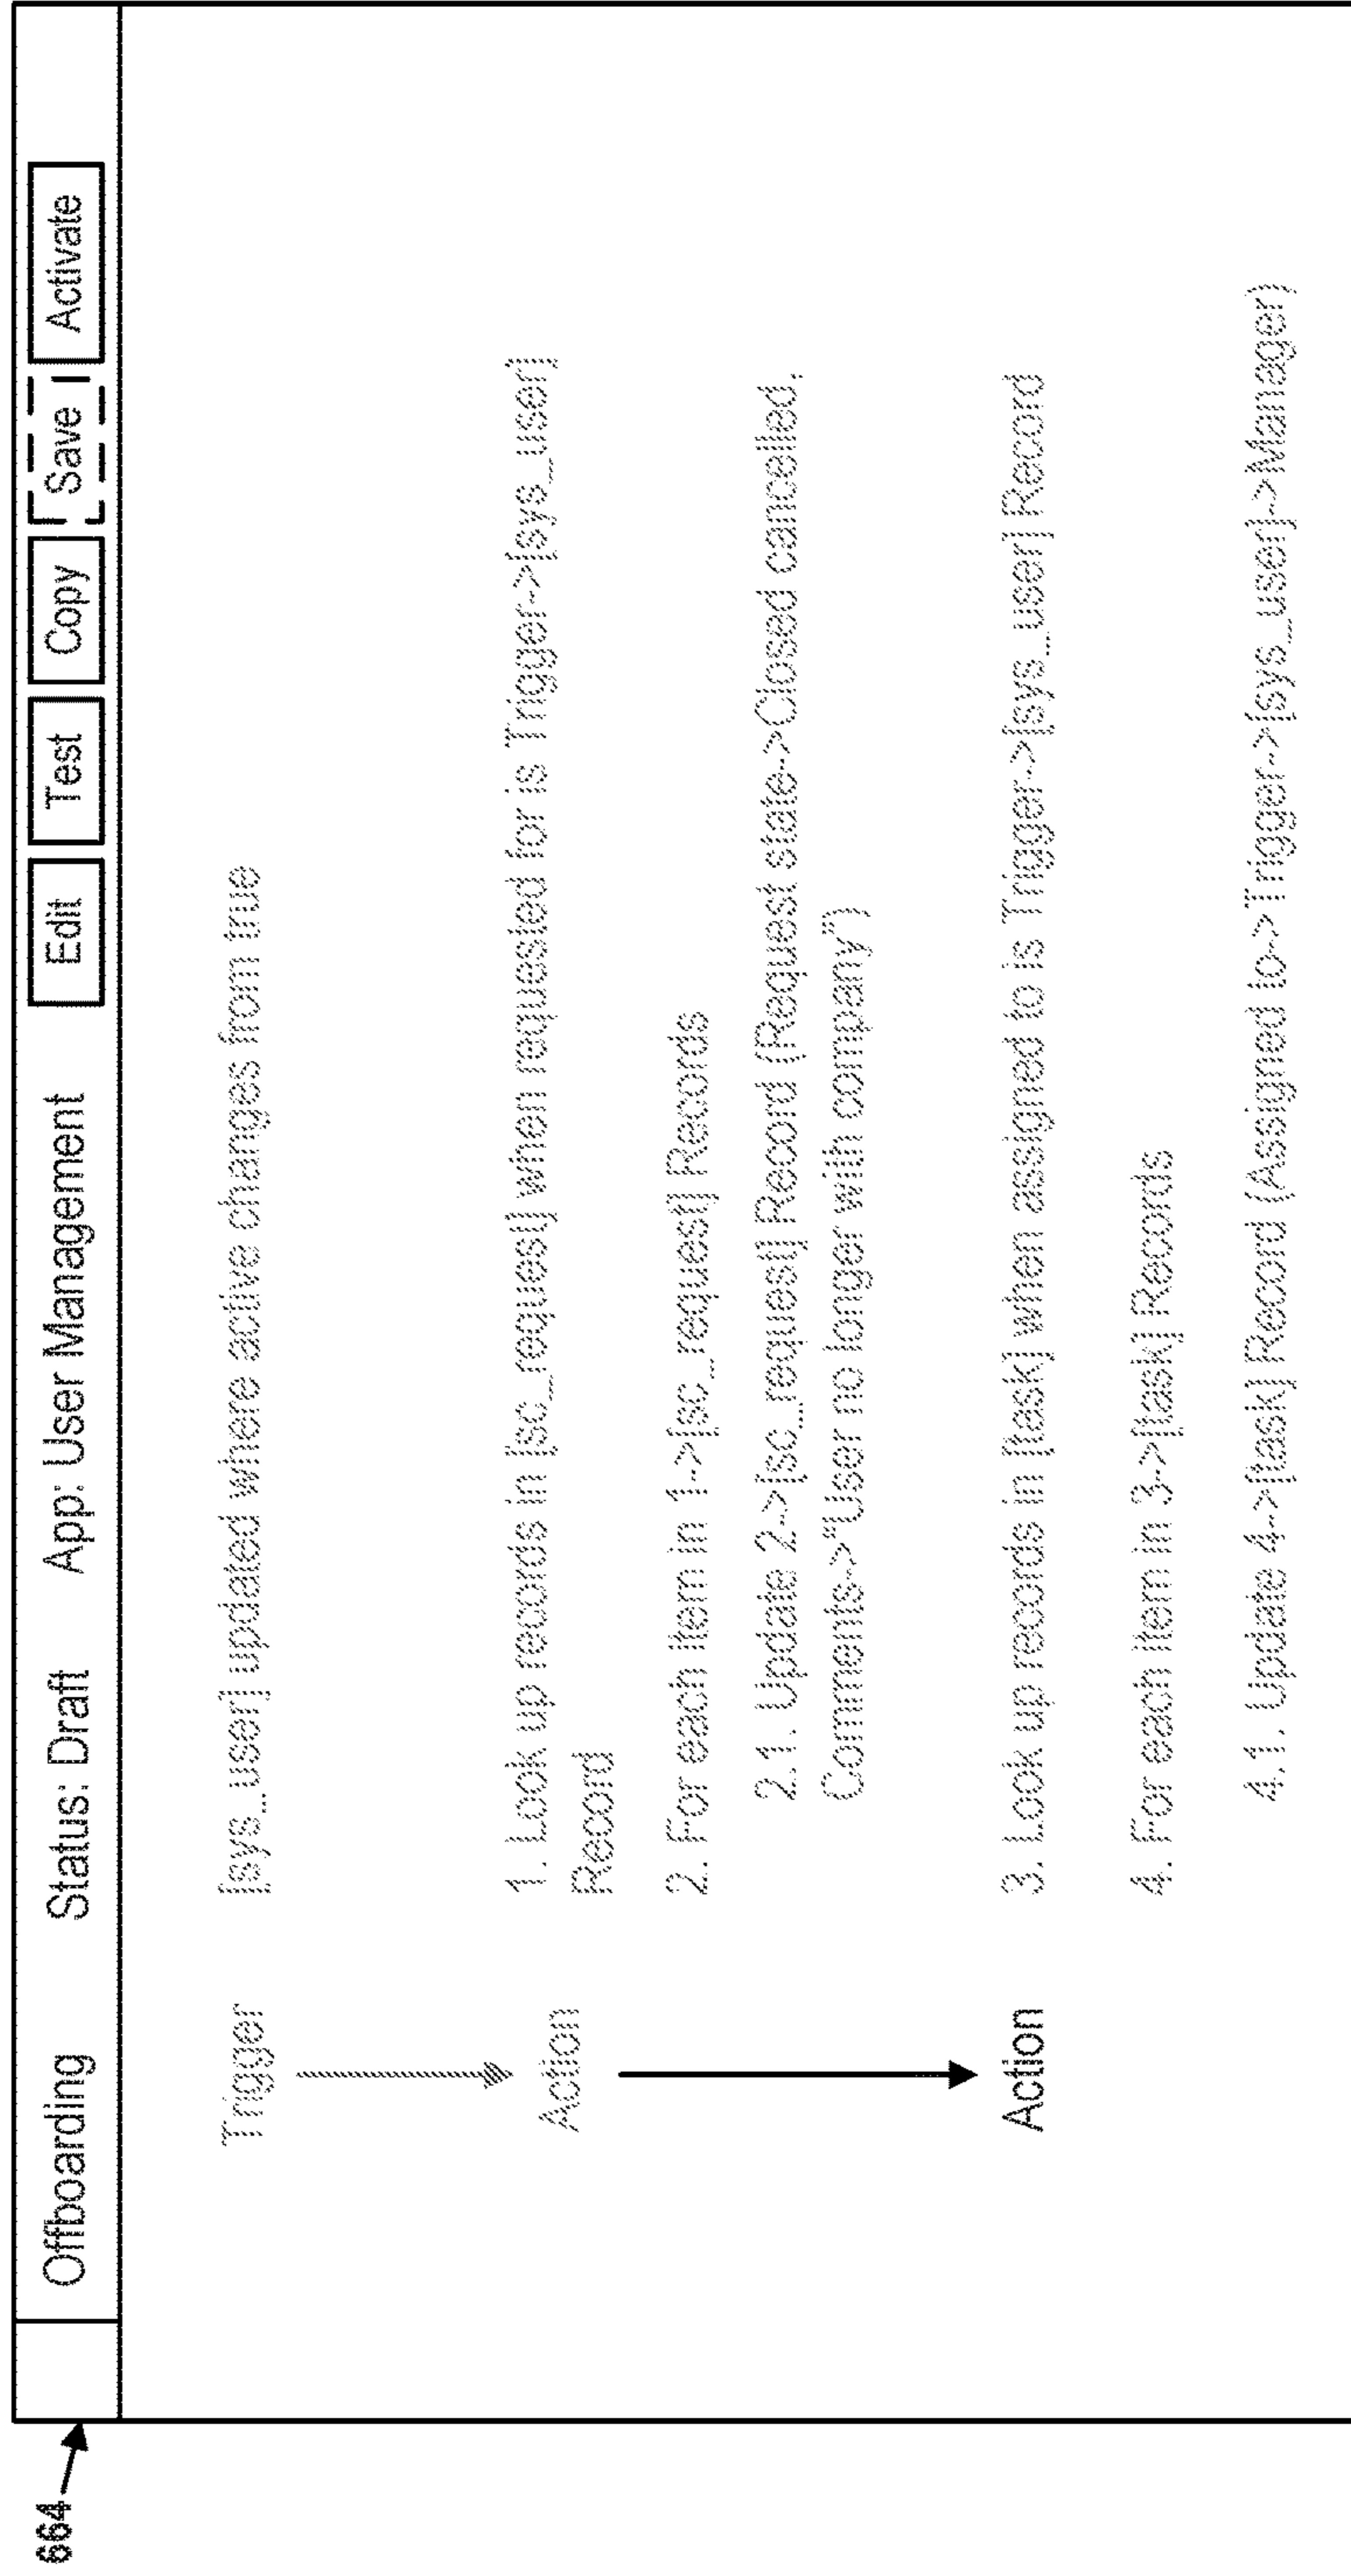 664
Offboarding Status: Draft App: User Management Edit Test Copy Save Activate
Trigger [sys_user] updated where active changes from true
Action 1. Look up records in [sc_request] when requested for is Trigger->[sys_user]
Record
2. For each item in 1->[sc_request] Records
2.1. Update 2->[sc_request] Record (Request state->Closed cancelled,
Comments->"User no longer with company")
Action 3. Look up records in [task] when assigned to is Trigger->[sys_user] Record
4. For each item in 3->[task] Records
4.1. Update 4->[task] Record (Assigned to->Trigger->[sys_user]->Manager)